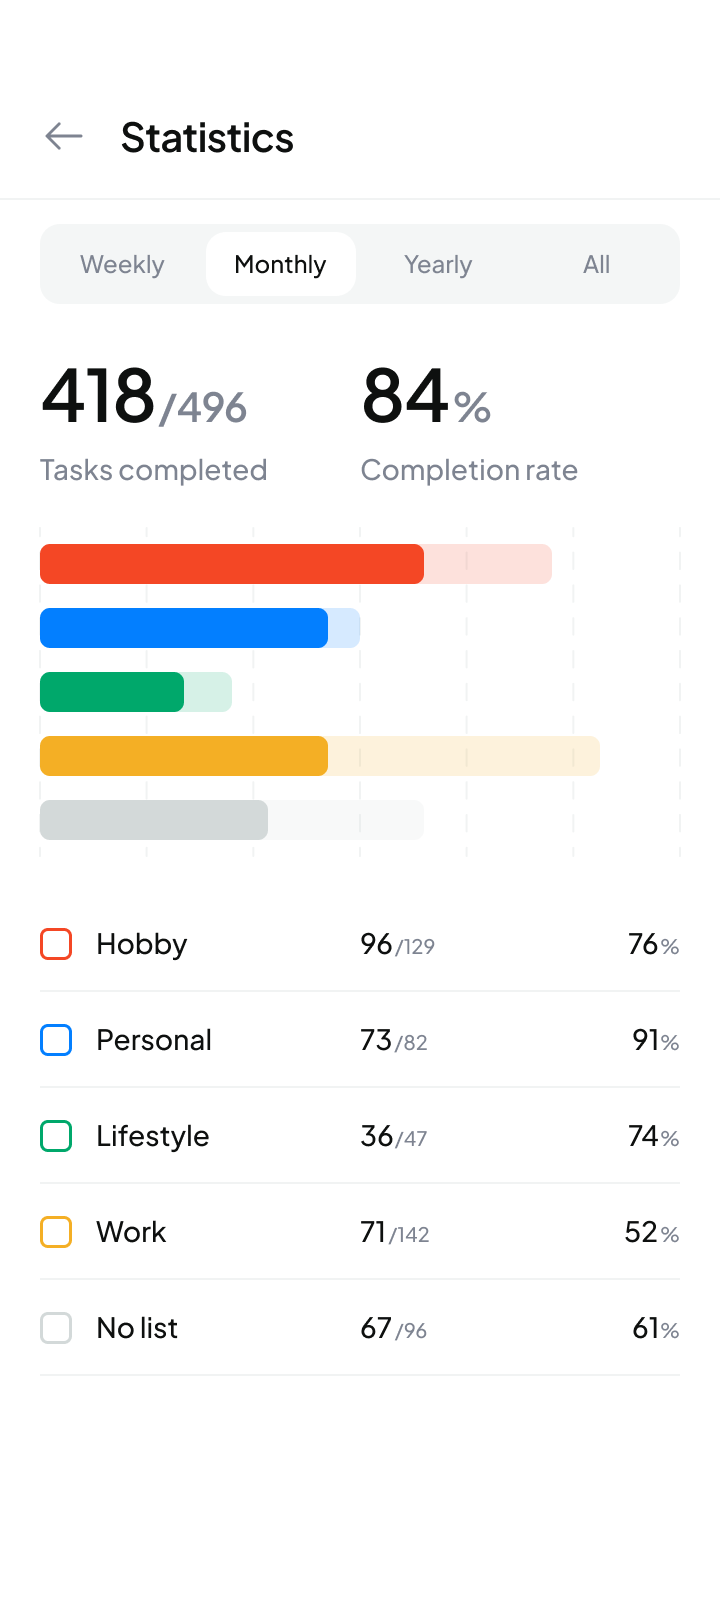 Statistics
Weekly Monthly Yearly All
418/496 84%
Tasks completed Completion rate
Hobby 96/129 76%
Personal 73/82 91%
Lifestyle 36/47 74%
Work 71/142 52%
No list 67/96 61%